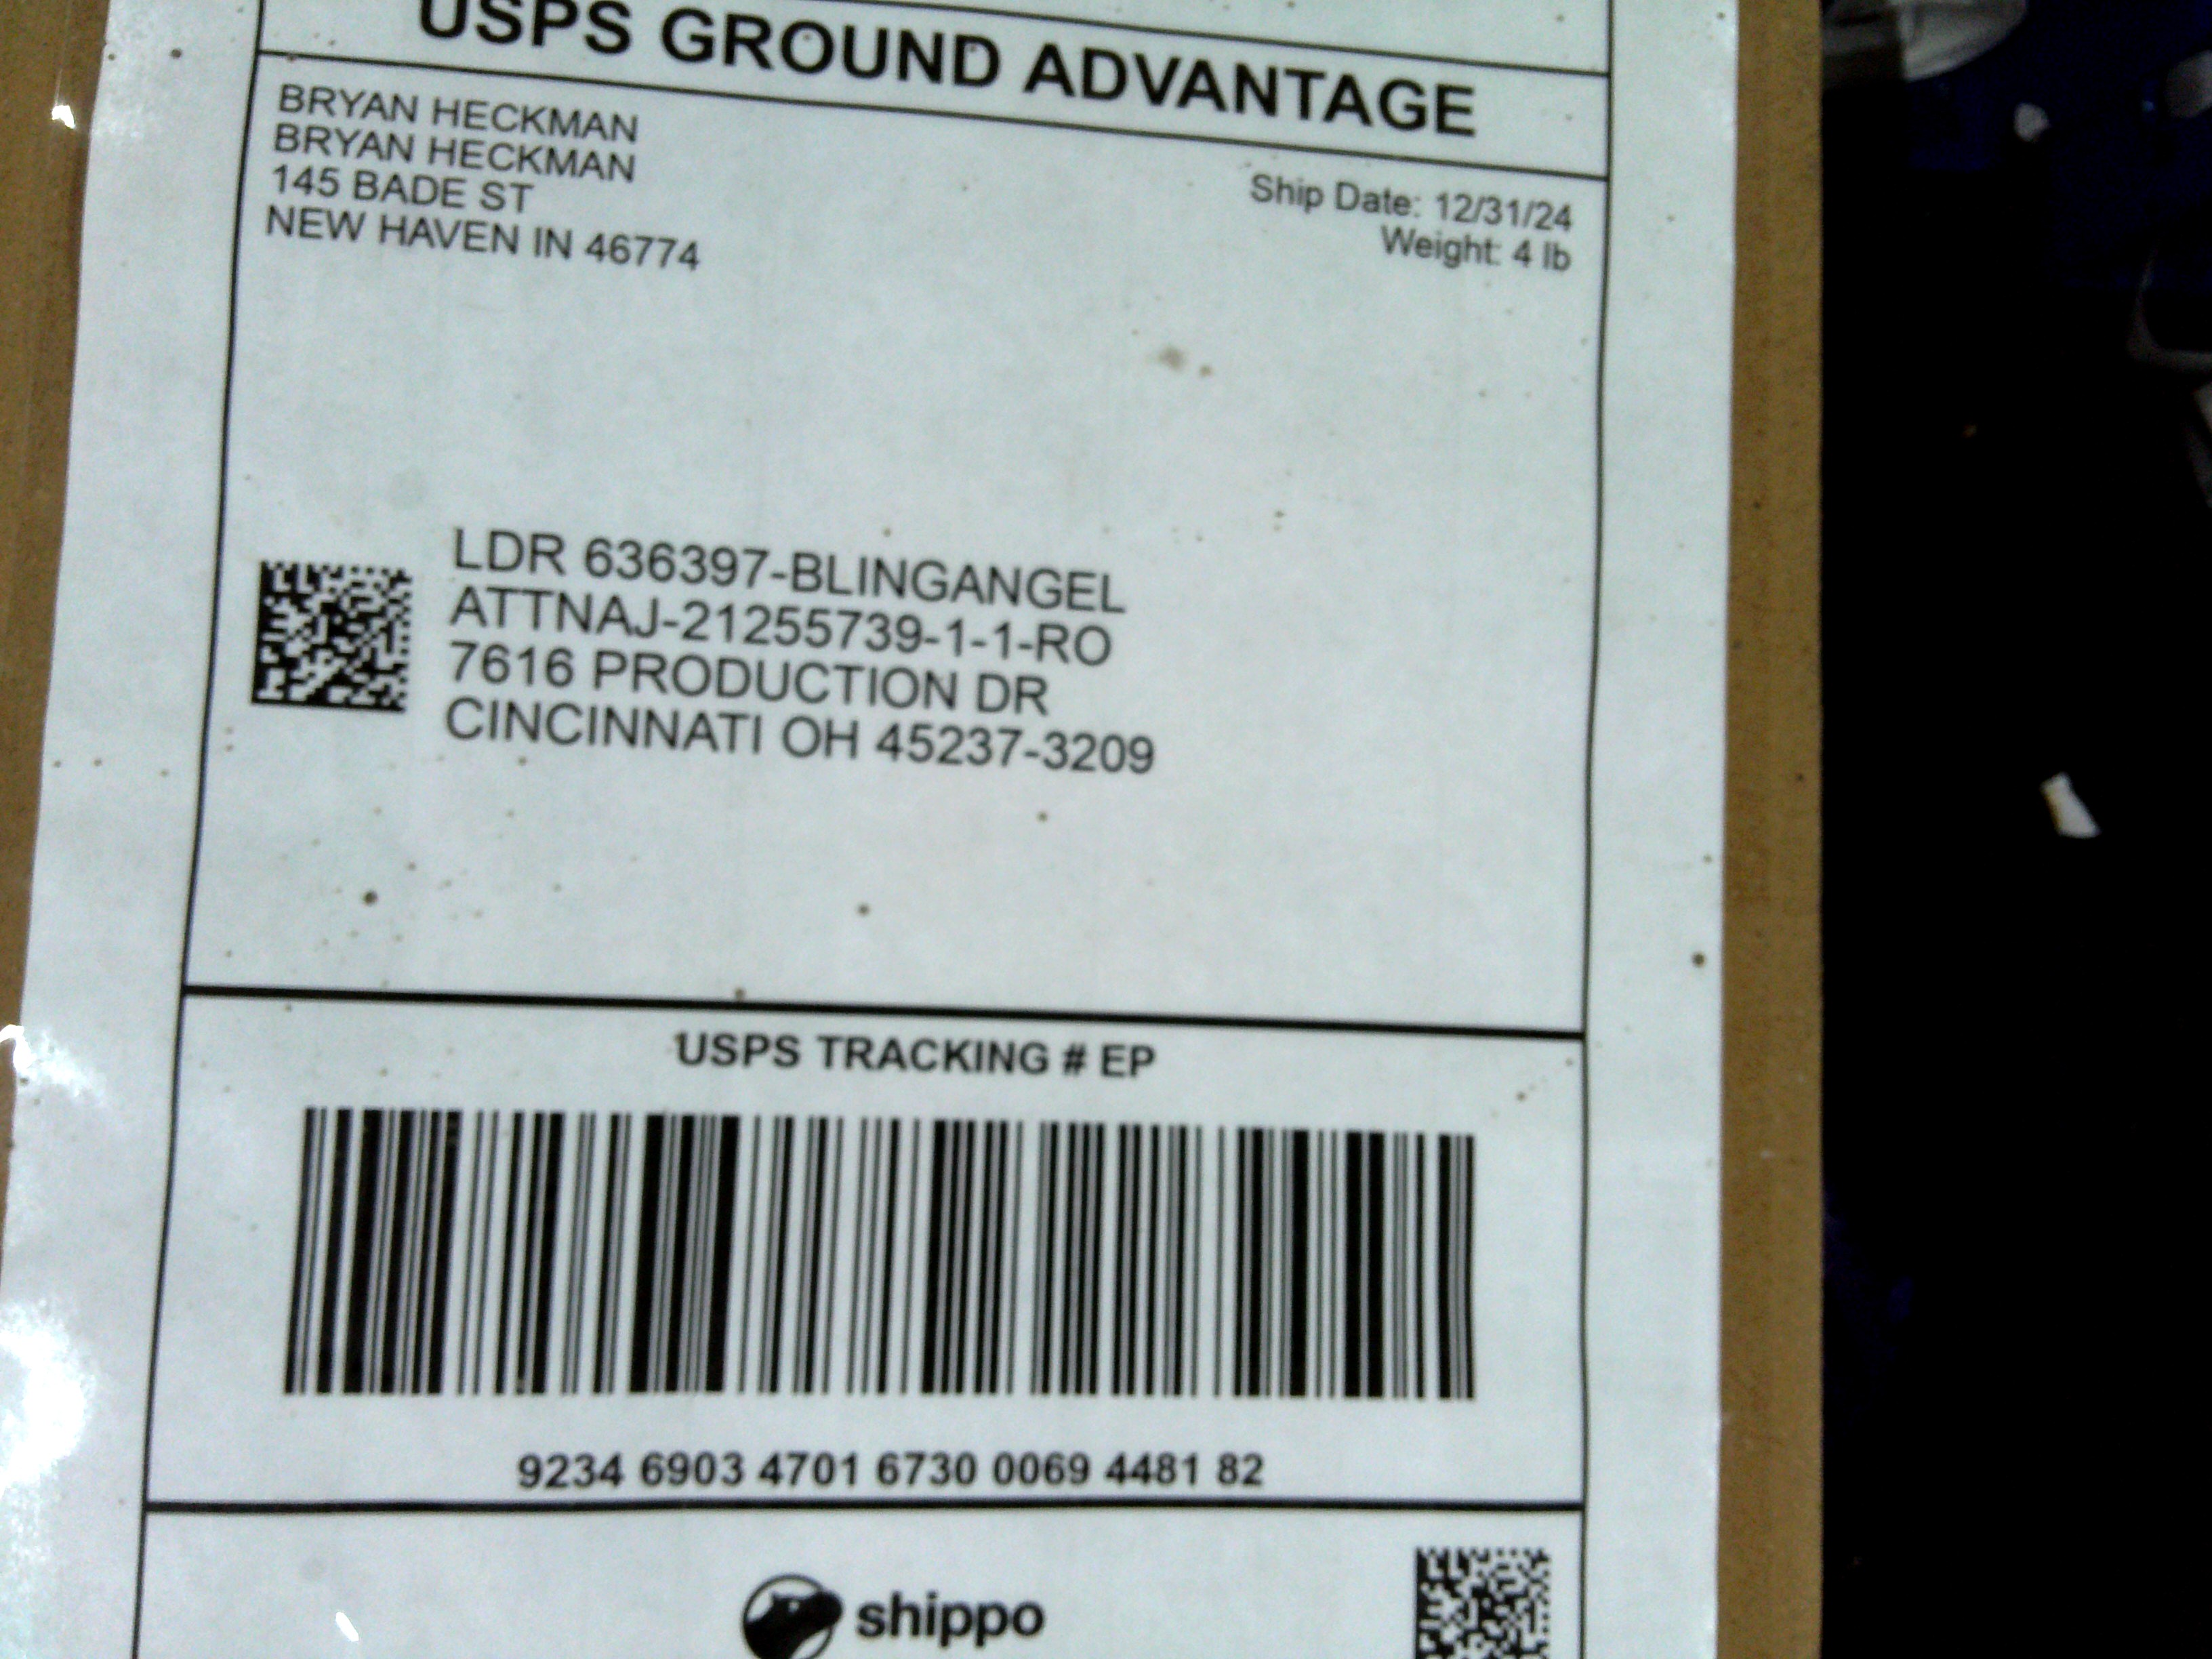 USPS GROUND ADVANTAGE
BRYAN HECKMAN
BRYAN HECKMAN
145 BADE ST
NEW HAVEN IN 46774
Ship Date: 12/31/24
Weight: 4 lb
LDR 636397-BLINGANGEL
ATTNAJ-21255739-1-1-RO
7616 PRODUCTION DR
CINCINNATI OH 45237-3209
USPS TRACKING # EP
9234 6903 4701 6730 0069 4481 82
shippo